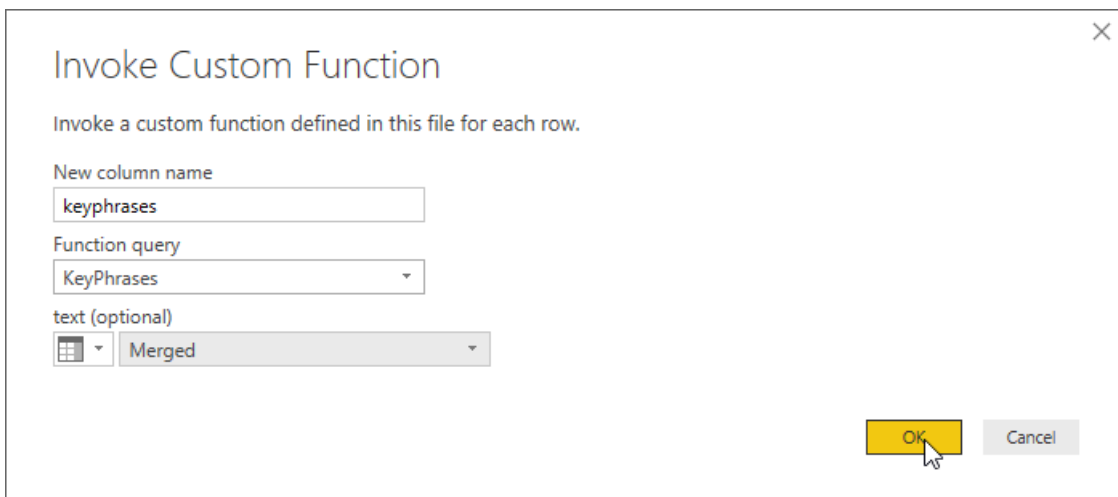 Invoke Custom Function
Invoke a custom function defined in this file for each row.
New column name
keyphrases
Function query
KeyPhrases
text (optional)
Merged
OK Cancel